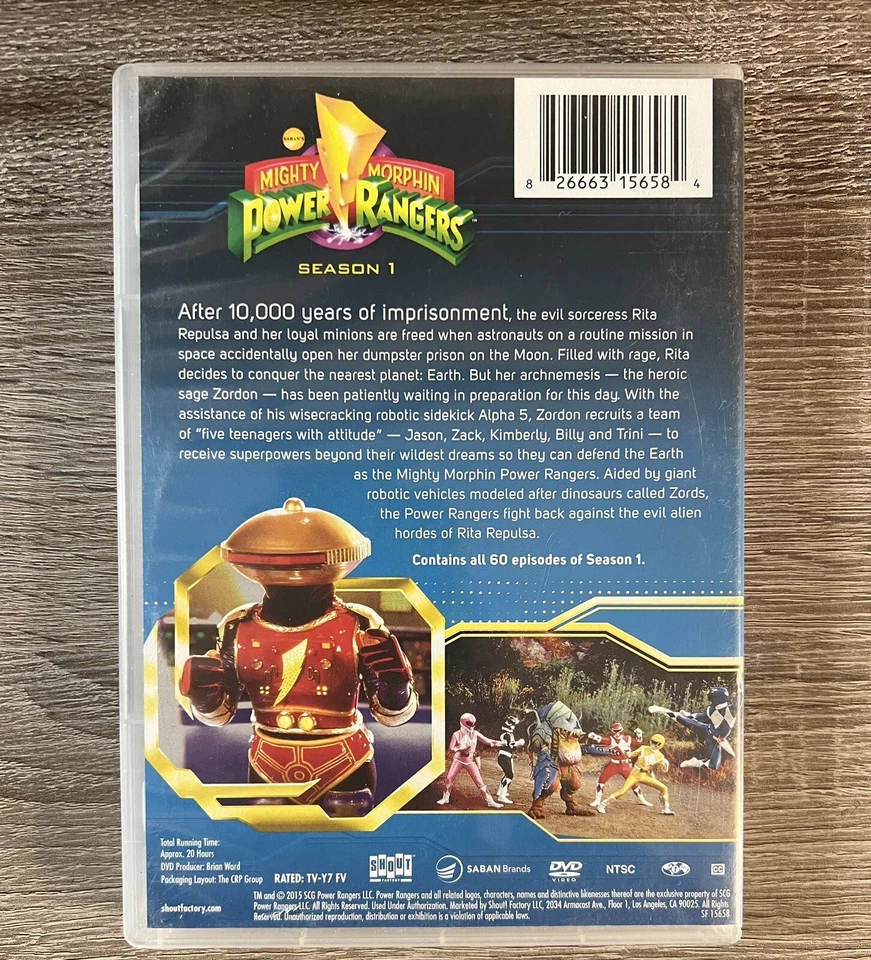 SABAN'S
MIGHTY MORPHIN
POWER RANGERS
™
SEASON 1
8 26663 15658 4
After 10,000 years of imprisonment, the evil sorceress Rita
Repulsa and her loyal minions are freed when astronauts on a routine mission in
space accidentally open her dumpster prison on the Moon. Filled with rage, Rita
decides to conquer the nearest planet: Earth. But her archnemesis — the heroic
sage Zordon — has been patiently waiting in preparation for this day. With the
assistance of his wisecracking robotic sidekick Alpha 5, Zordon recruits a team
of “five teenagers with attitude” — Jason, Zack, Kimberly, Billy and Trini — to
receive superpowers beyond their wildest dreams so they can defend the Earth
as the Mighty Morphin Power Rangers. Aided by giant
robotic vehicles modeled after dinosaurs called Zords,
the Power Rangers fight back against the evil alien
hordes of Rita Repulsa.
Contains all 60 episodes of Season 1.
Total Running Time:
Approx. 20 Hours
DVD Producer: Brian Ward
Packaging Layout: The CRP Group
RATED: TV-Y7 FV
SHOUT!
FACTORY
SABAN Brands
DVD
VIDEO
NTSC
CC
shoutfactory.com
TM and © 2015 SCG Power Rangers LLC. Power Rangers and all related logos, characters, names and distinctive likenesses thereof are the exclusive property of SCG
Power Rangers LLC. All Rights Reserved. Used Under Authorization. Marketed by Shout! Factory LLC, 2034 Armacost Ave., Floor 1, Los Angeles, CA 90025. All Rights
Reserved. Unauthorized reproduction, distribution or exhibition is a violation of applicable laws.
SF 15658